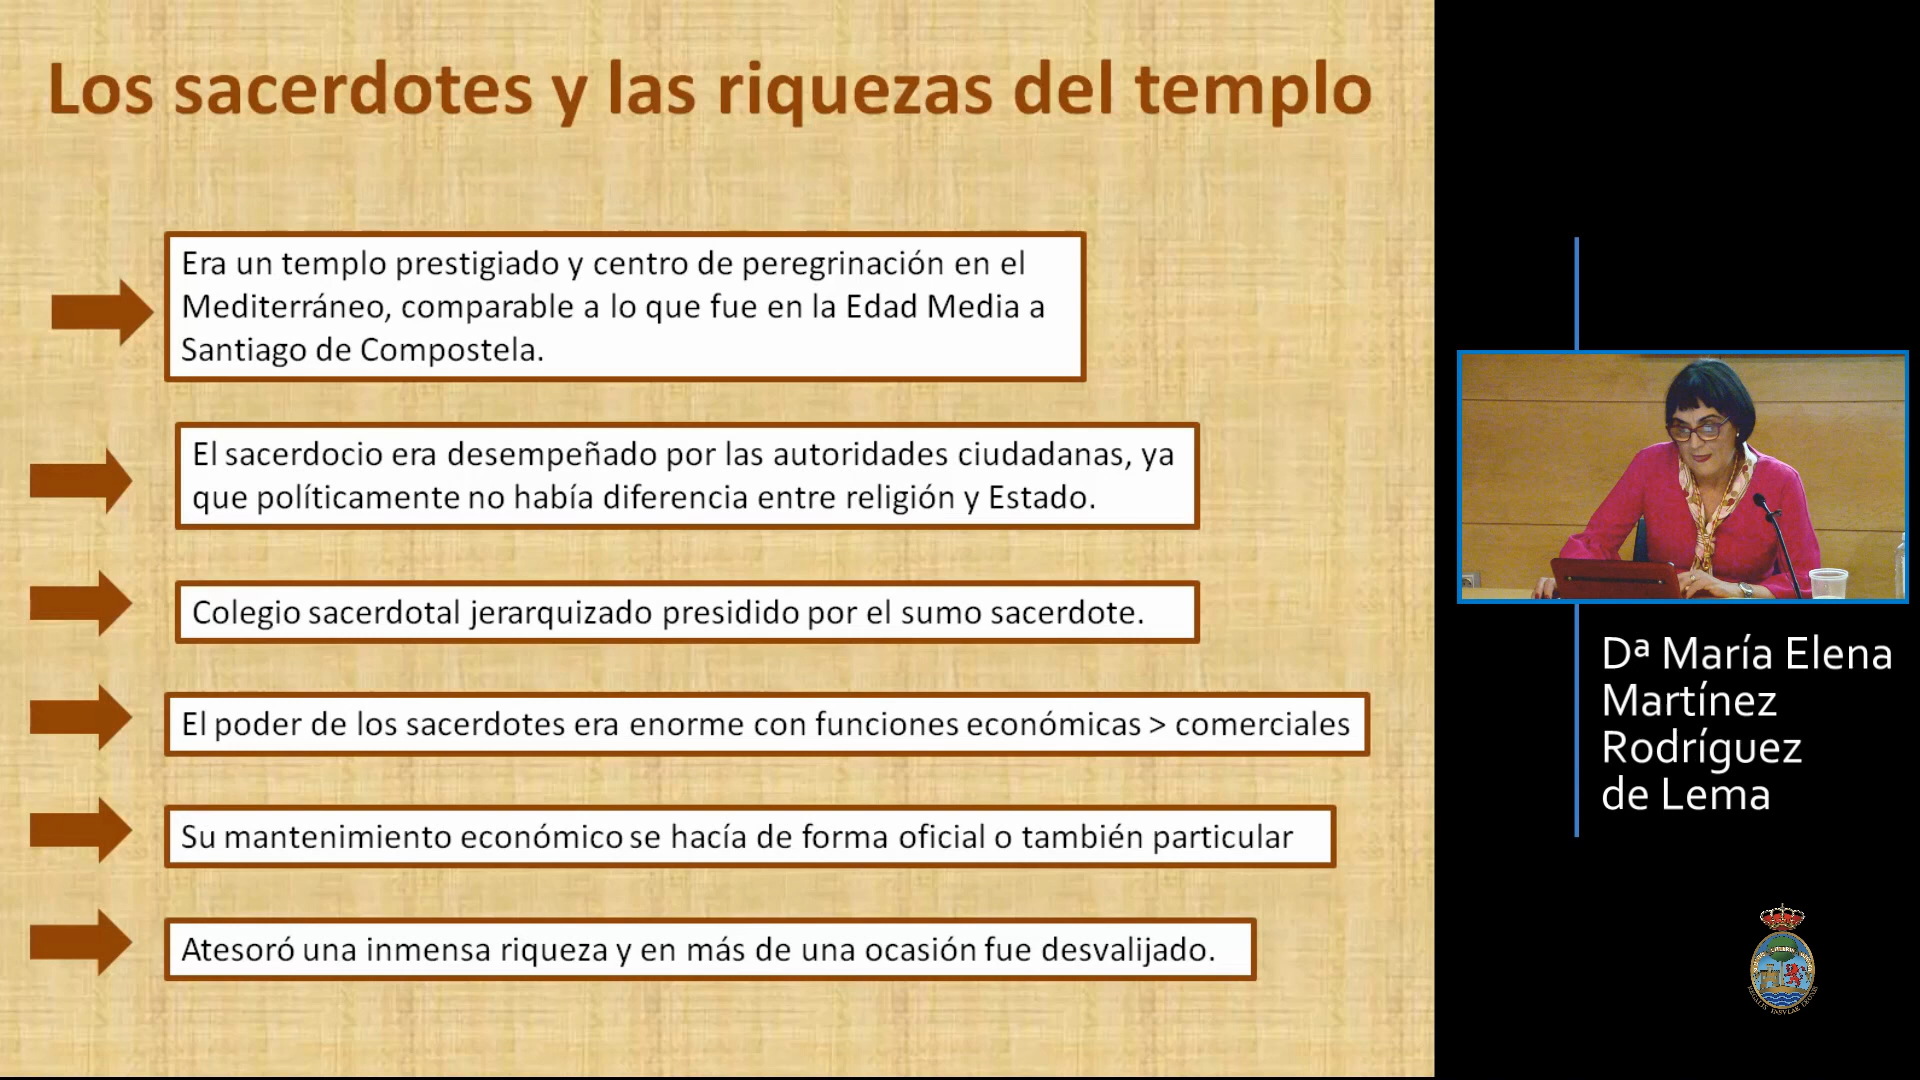 Los sacerdotes y las riquezas del templo
Era un templo prestigiado y centro de peregrinación en el
Mediterráneo, comparable a lo que fue en la Edad Media a
Santiago de Compostela.
El sacerdocio era desempeñado por las autoridades ciudadanas, ya
que políticamente no había diferencia entre religión y Estado.
Colegio sacerdotal jerarquizado presidido por el sumo sacerdote.
El poder de los sacerdotes era enorme con funciones económicas > comerciales
Su mantenimiento económico se hacía de forma oficial o también particular
Atesoró una inmensa riqueza y en más de una ocasión fue desvalijado.
Dª María Elena
Martínez
Rodríguez
de Lema